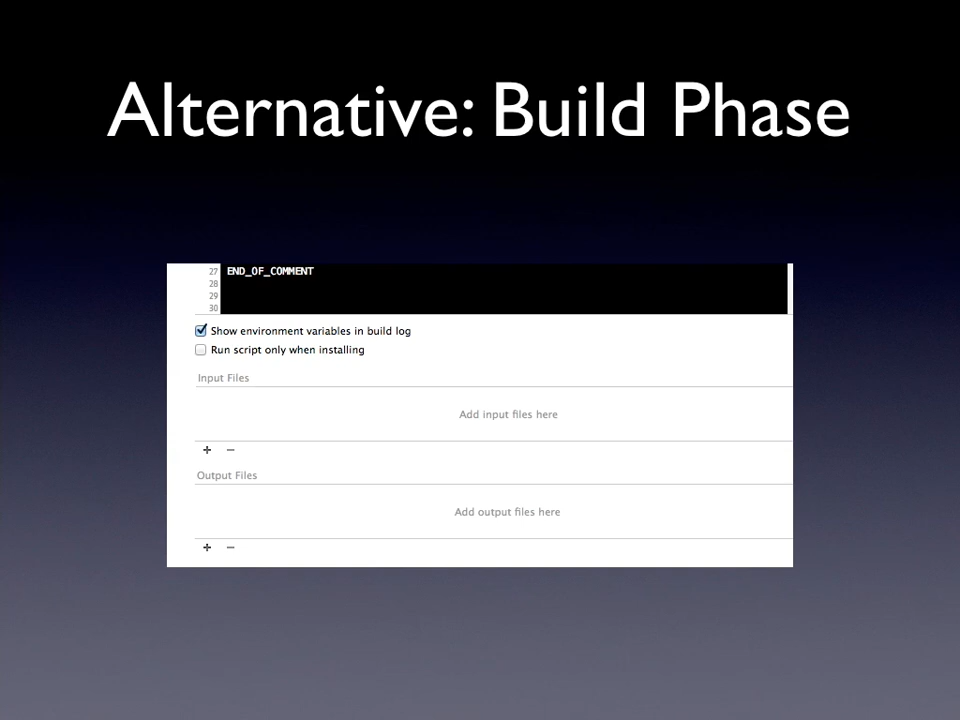 Alternative: Build Phase
27 END_OF_COMMENT
28
29
30
Show environment variables in build log
Run script only when installing
Input Files
Add input files here
+ −
Output Files
Add output files here
+ −